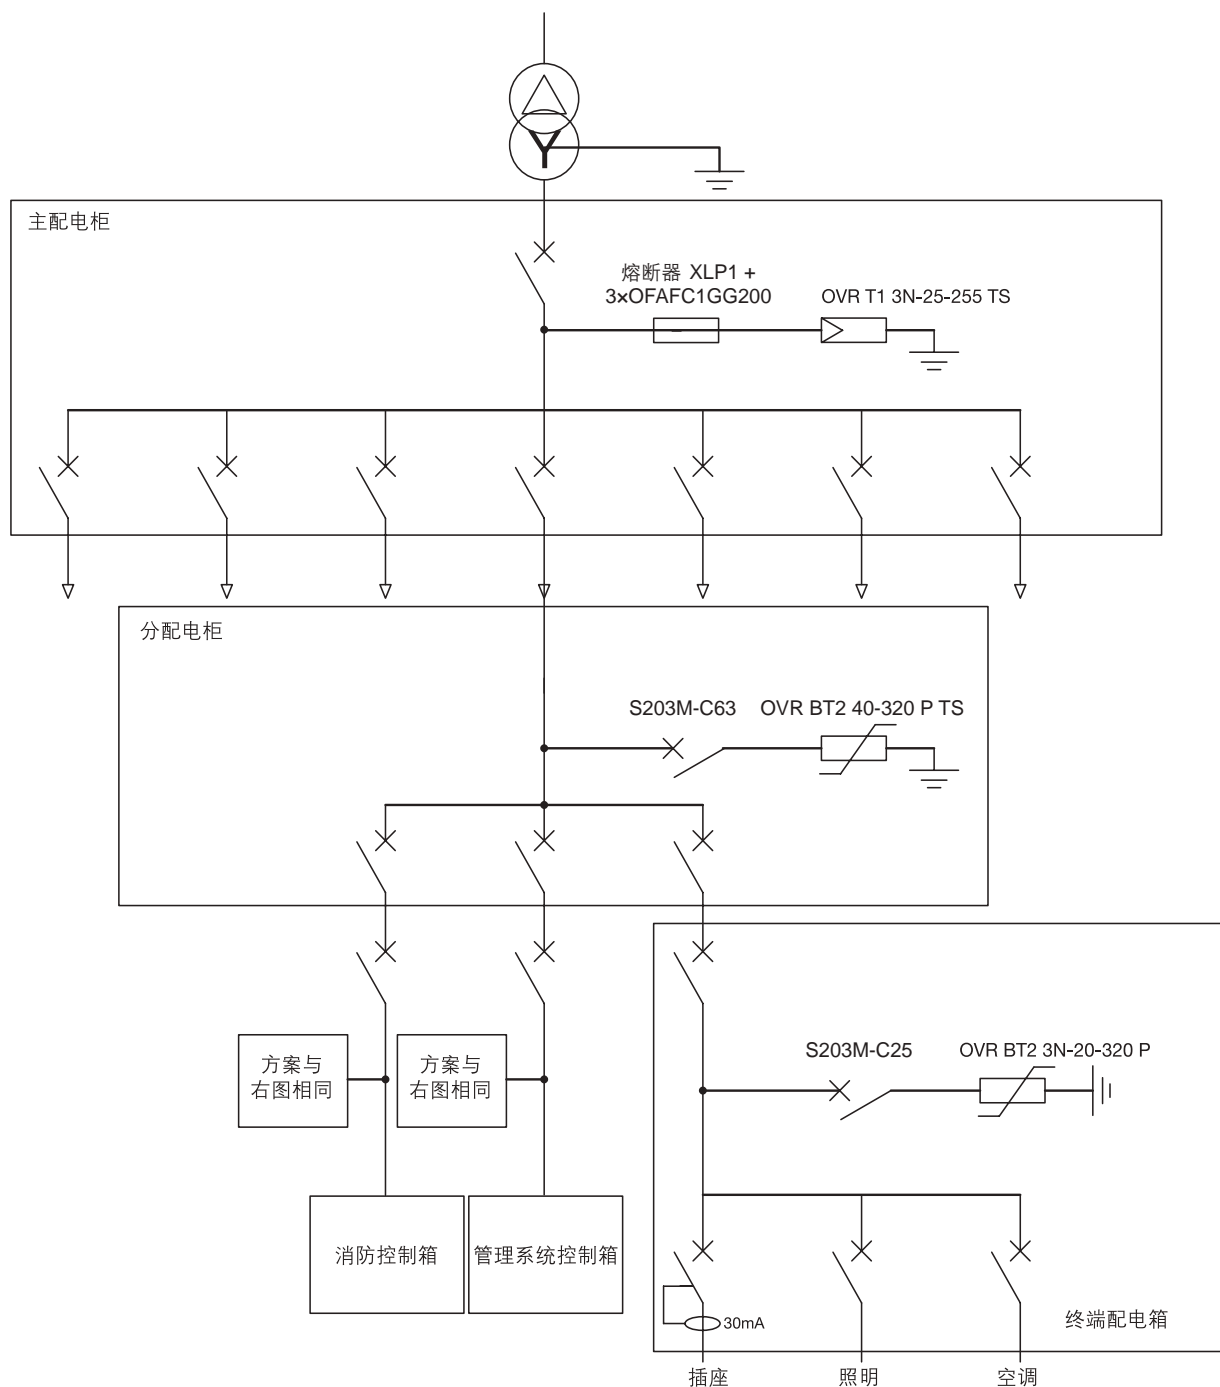 主配电柜
熔断器 XLP1 +
3×OFAFC1GG200
OVR T1 3N-25-255 TS
分配电柜
S203M-C63
OVR BT2 40-320 P TS
S203M-C25
OVR BT2 3N-20-320 P
方案与
右图相同
方案与
右图相同
消防控制箱
管理系统控制箱
30mA
终端配电箱
插座
照明
空调